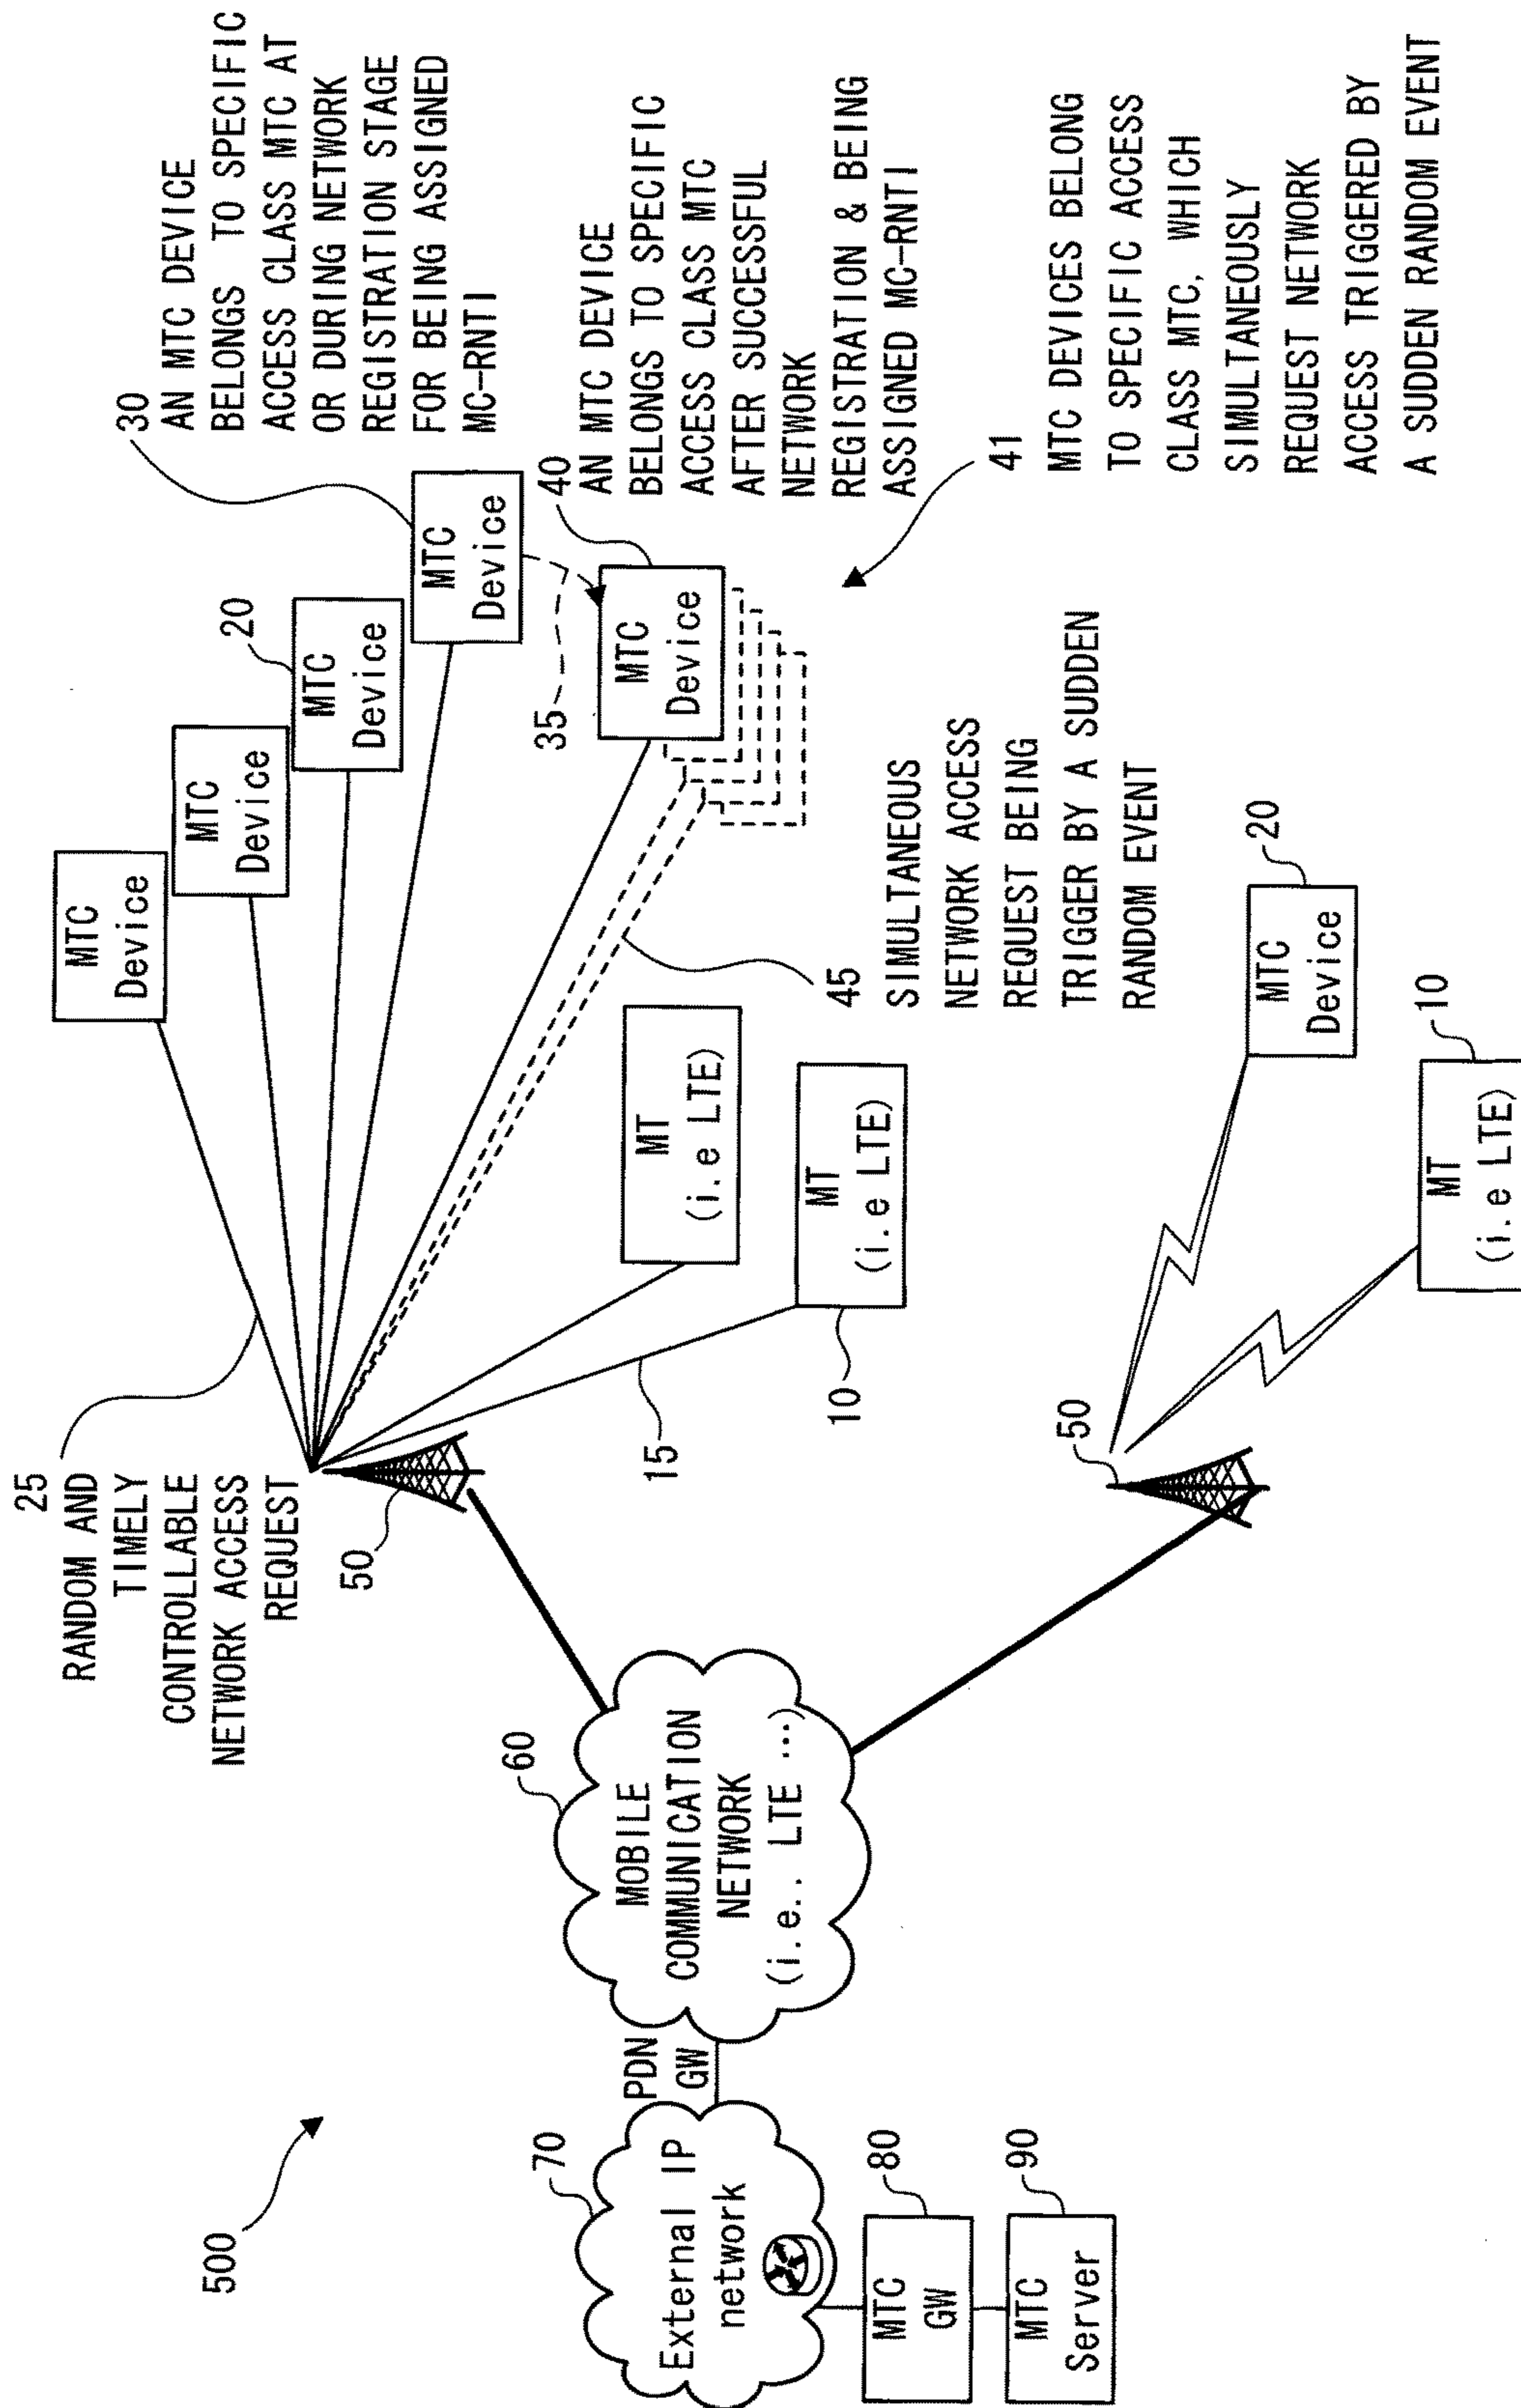 500
70
External IP
network
80
MTC
GW
90
MTC
Server
PDN
GW
60
MOBILE
COMMUNICATION
NETWORK
(i.e.. LTE ...)
25
RANDOM AND
TIMELY
CONTROLLABLE
NETWORK ACCESS
REQUEST
50
15
10
MT
(i.e LTE)
MT
(i.e LTE)
MTC
Device
MTC
Device
20
MTC
Device
MTC
Device
30
AN MTC DEVICE
BELONGS TO SPECIFIC
ACCESS CLASS MTC AT
OR DURING NETWORK
REGISTRATION STAGE
FOR BEING ASSIGNED
MC-RNTI
35
MTC
Device
40
AN MTC DEVICE
BELONGS TO SPECIFIC
ACCESS CLASS MTC
AFTER SUCCESSFUL
NETWORK
REGISTRATION & BEING
ASSIGNED MC-RNTI
45
SIMULTANEOUS
NETWORK ACCESS
REQUEST BEING
TRIGGER BY A SUDDEN
RANDOM EVENT
41
MTC DEVICES BELONG
TO SPECIFIC ACCESS
CLASS MTC, WHICH
SIMULTANEOUSLY
REQUEST NETWORK
ACCESS TRIGGERED BY
A SUDDEN RANDOM EVENT
50
20
MTC
Device
10
MT
(i.e LTE)